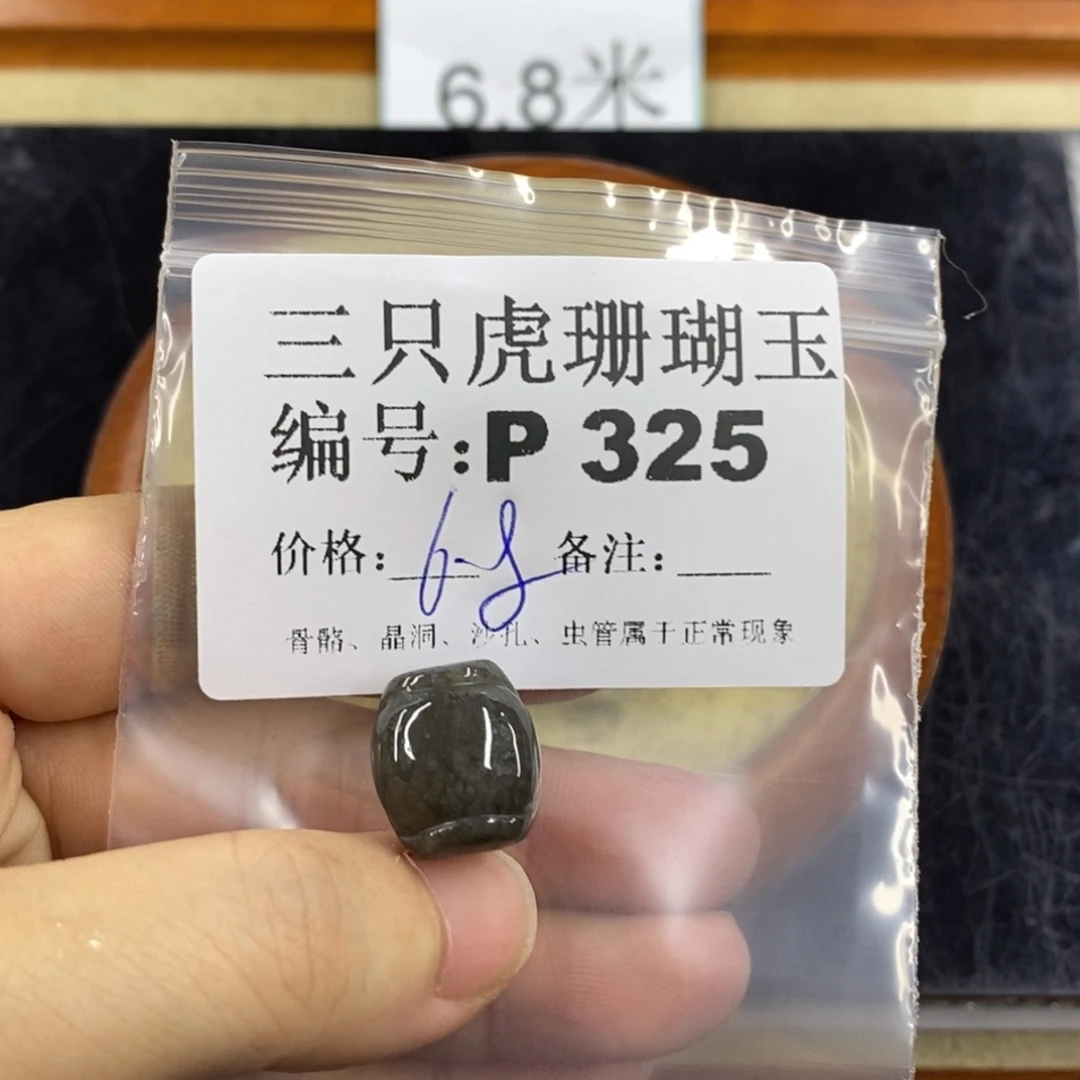 6.8米
三只虎珊瑚玉
编号:P 325
价格: 6.8 备注:
骨骼、晶洞、沙孔、虫管属于正常现象